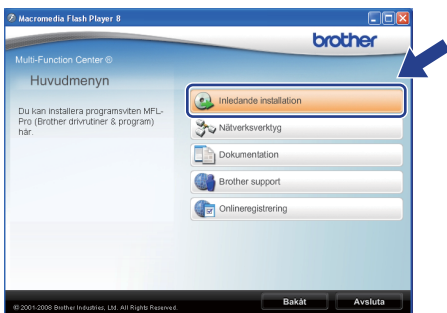 Macromedia Flash Player 8
brother
Multi-Function Center ®
Huvudmenyn
Du kan installera programsviten MFL-
Pro (Brother drivrutiner & program)
här.
Inledande installation
Nätverksverktyg
Dokumentation
Brother support
Onlineregistrering
© 2001-2008 Brother Industries, Ltd. All Rights Reserved.
Bakåt
Avsluta